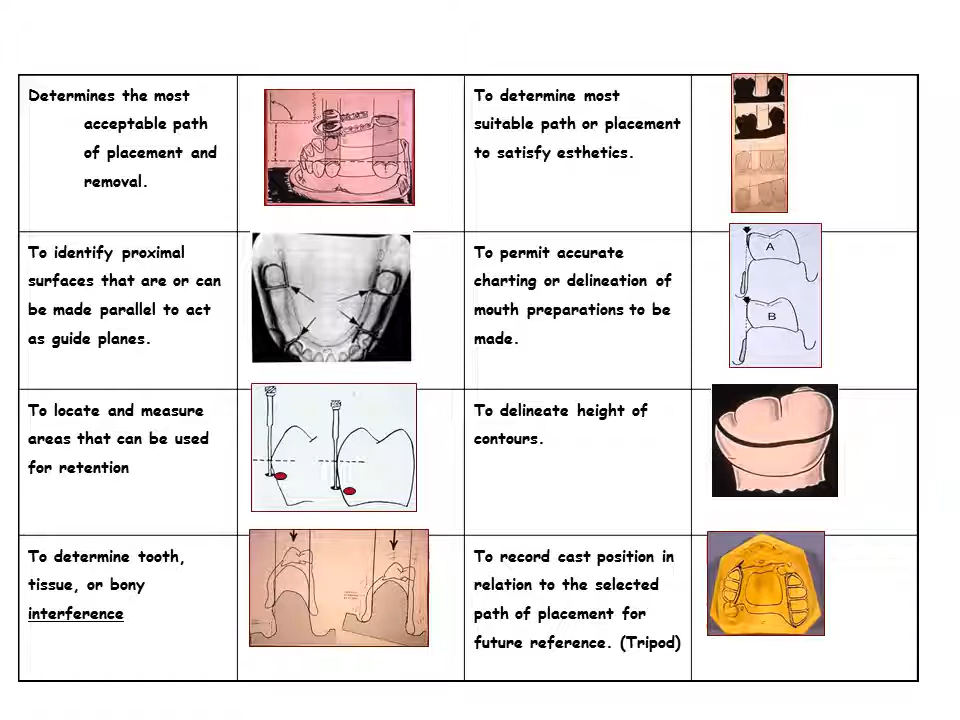 Determines the most
acceptable path
of placement and
removal.
To determine most
suitable path or placement
to satisfy esthetics.
To identify proximal
surfaces that are or can
be made parallel to act
as guide planes.
To permit accurate
charting or delineation of
mouth preparations to be
made.
A
B
To locate and measure
areas that can be used
for retention
To delineate height of
contours.
To determine tooth,
tissue, or bony
interference
To record cast position in
relation to the selected
path of placement for
future reference. (Tripod)